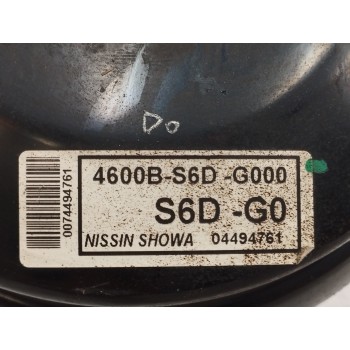 Do
4600B-S6D -G000
S6D -G0
NISSIN SHOWA 04494761
0074494761